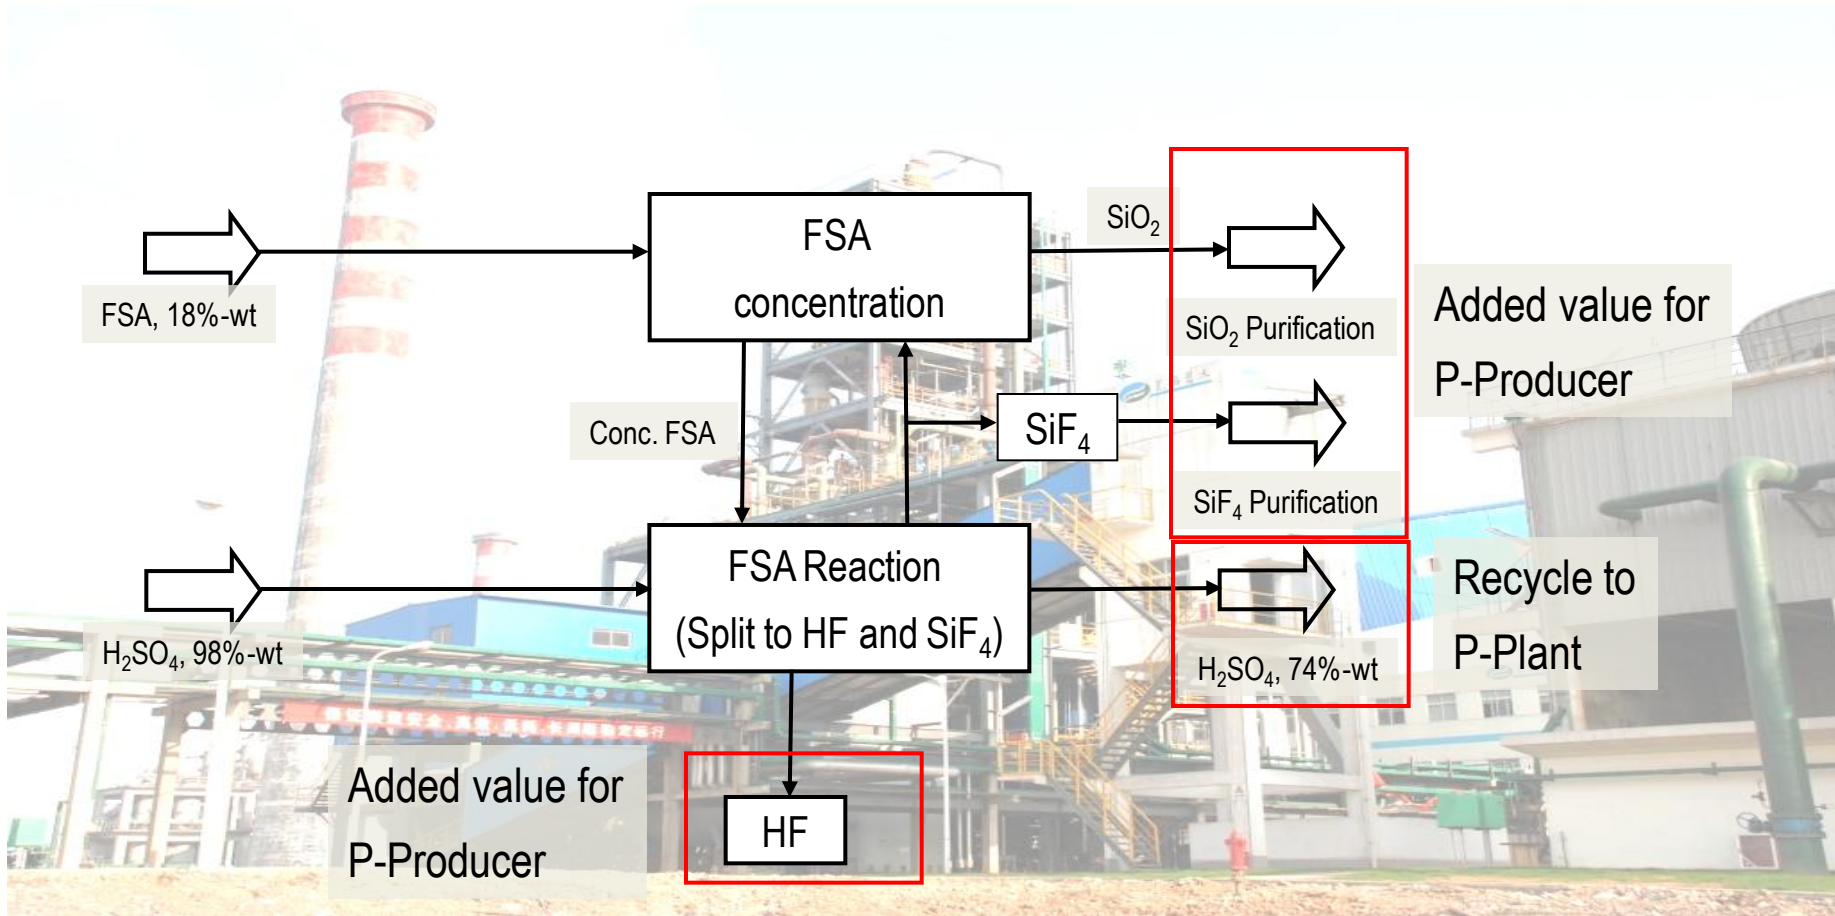 FSA
concentration
SiO₂
FSA, 18%-wt
SiO₂ Purification
Added value for
P-Producer
Conc. FSA
SiF₄
SiF₄ Purification
FSA Reaction
(Split to HF and SiF₄)
H₂SO₄, 98%-wt
H₂SO₄, 74%-wt
Recycle to
P-Plant
Added value for
P-Producer
HF